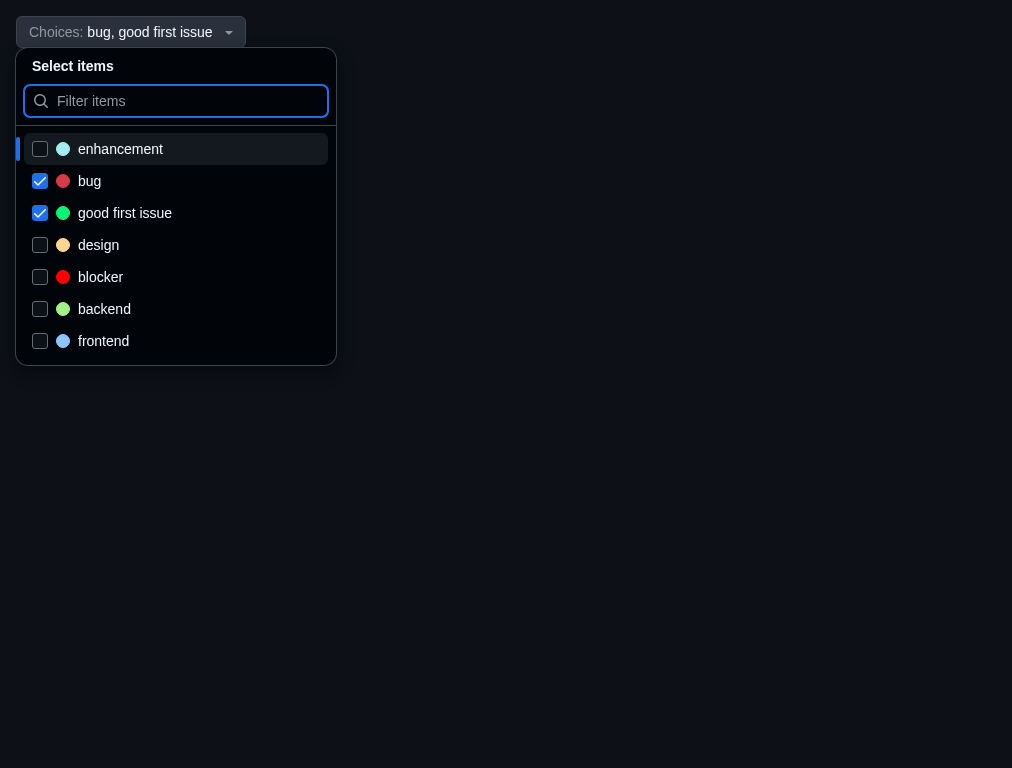 Choices: bug, good first issue
Select items
Filter items
enhancement
bug
good first issue
design
blocker
backend
frontend